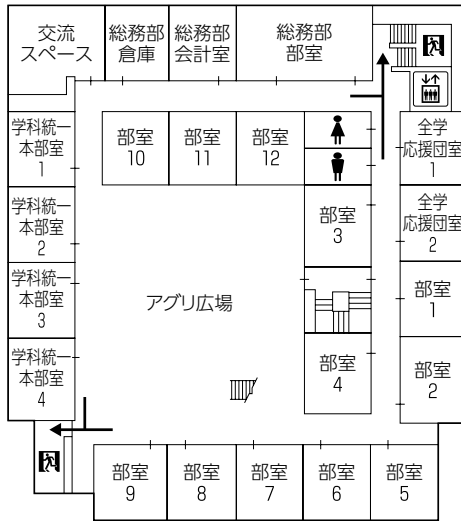 交流
スペース
総務部
倉庫
総務部
会計室
総務部
部室
学科統一
本部室
1
部室
10
部室
11
部室
12
全学
応援団室
1
学科統一
本部室
2
部室
3
全学
応援団室
2
学科統一
本部室
3
アグリ広場
部室
1
学科統一
本部室
4
部室
4
部室
2
部室
9
部室
8
部室
7
部室
6
部室
5